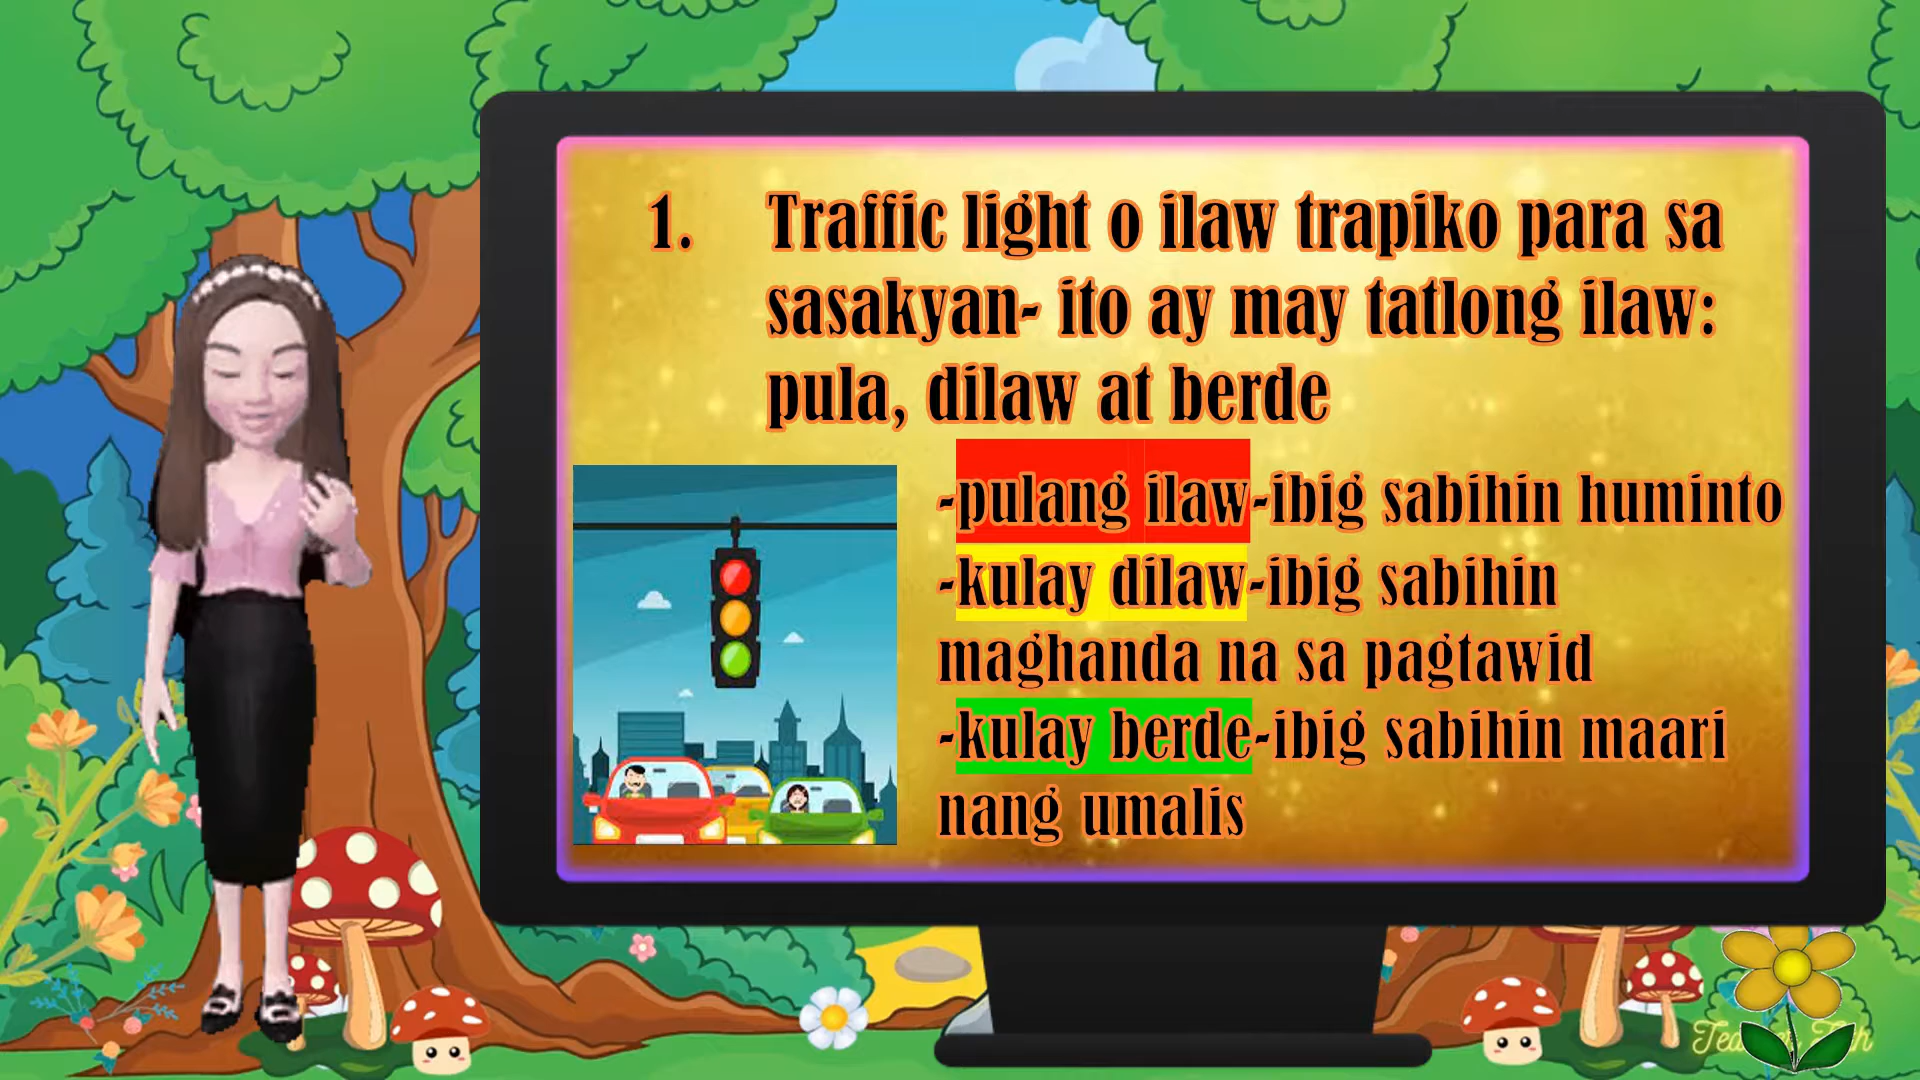 1. Traffic light o ilaw trapiko para sa
sasakyan- ito ay may tatlong ilaw:
pula, dilaw at berde
-pulang ilaw-ibig sabihin huminto
-kulay dilaw-ibig sabihin
maghanda na sa pagtawid
-kulay berde-ibig sabihin maari
nang umalis